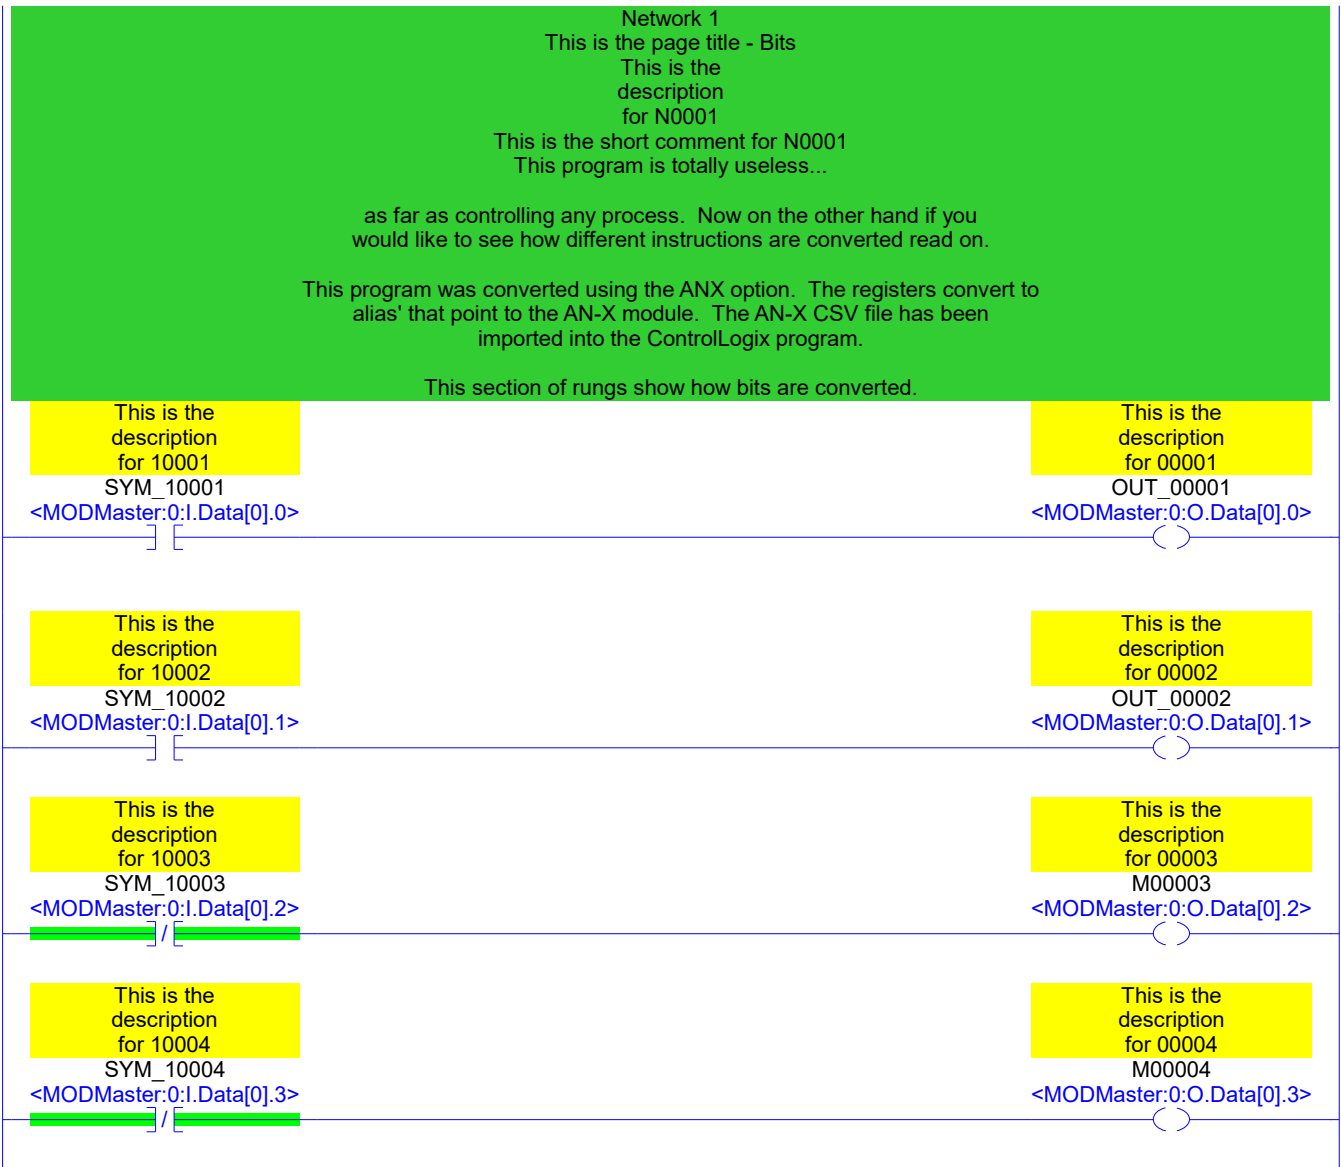 Network 1
This is the page title - Bits
This is the
description
for N0001
This is the short comment for N0001
This program is totally useless...
as far as controlling any process.  Now on the other hand if you
would like to see how different instructions are converted read on.
This program was converted using the ANX option.  The registers convert to
alias' that point to the AN-X module.  The AN-X CSV file has been
imported into the ControlLogix program.
This section of rungs show how bits are converted.
This is the
description
for 10001
SYM_10001
<MODMaster:0:I.Data[0].0>
This is the
description
for 00001
OUT_00001
<MODMaster:0:O.Data[0].0>
This is the
description
for 10002
SYM_10002
<MODMaster:0:I.Data[0].1>
This is the
description
for 00002
OUT_00002
<MODMaster:0:O.Data[0].1>
This is the
description
for 10003
SYM_10003
<MODMaster:0:I.Data[0].2>
/
This is the
description
for 00003
M00003
<MODMaster:0:O.Data[0].2>
This is the
description
for 10004
SYM_10004
<MODMaster:0:I.Data[0].3>
/
This is the
description
for 00004
M00004
<MODMaster:0:O.Data[0].3>